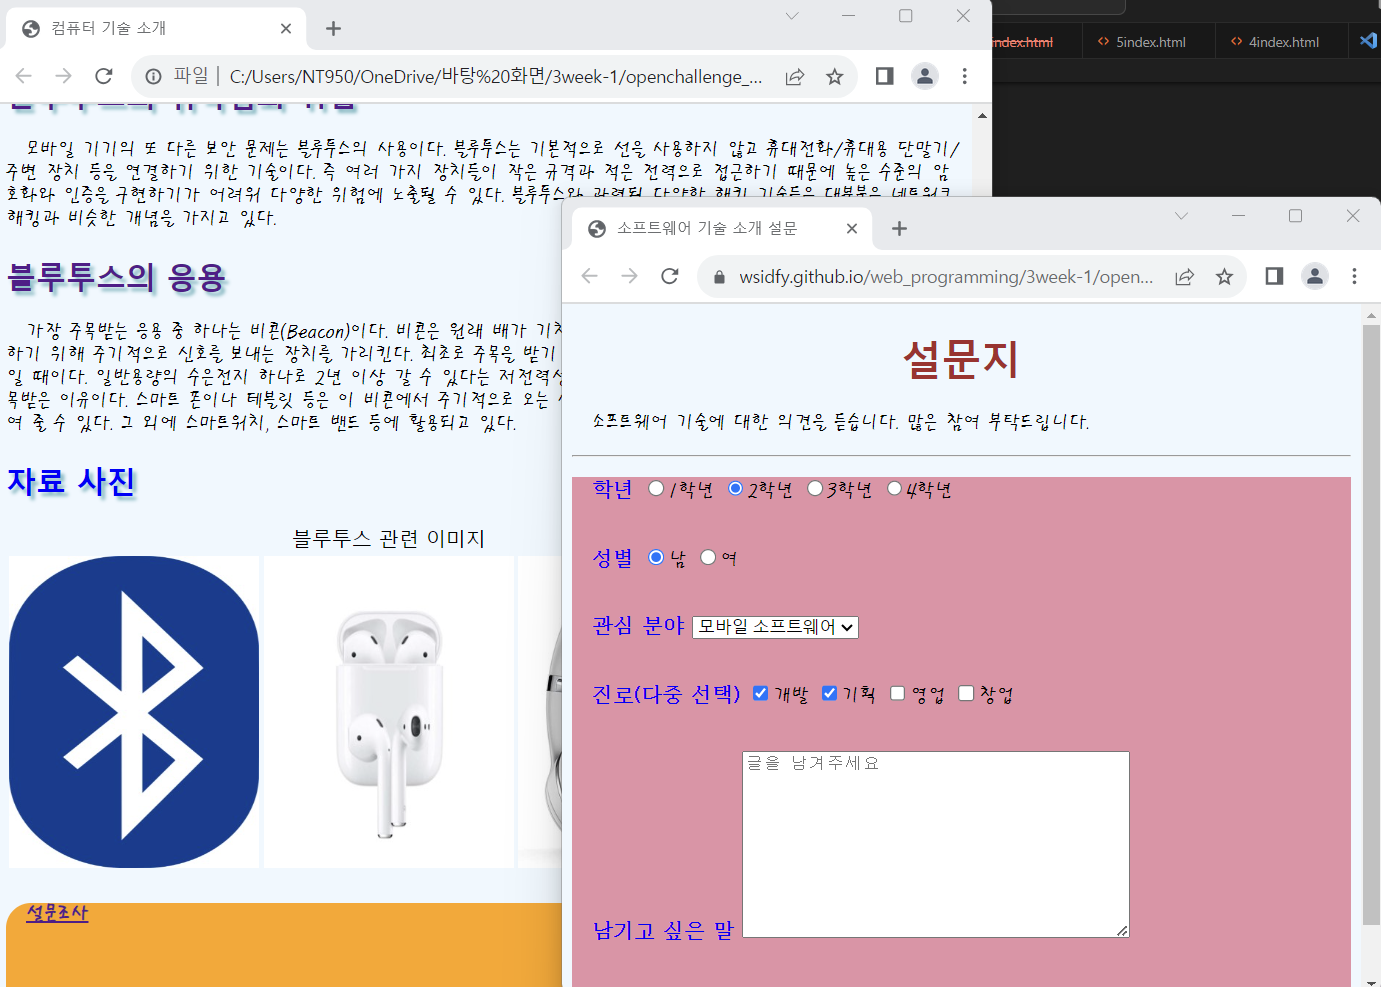 컴퓨터 기술 소개
index.html
5index.html
4index.html
파일 | C:/Users/NT950/OneDrive/바탕%20화면/3week-1/openchallenge_...
모바일 기기의 또 다른 보안 문제는 블루투스의 사용이다. 블루투스는 기본적으로 선을 사용하지 않고 휴대전화/휴대용 단말기/
주변 장치 등을 연결하기 위한 기술이다. 즉 여러 가지 장치들이 작은 규격과 적은 전력으로 접근하기 때문에 높은 수준의 암
호화와 인증을 구현하기가 어려워 다양한 위험에 노출될 수 있다. 블루투스와 관련된 다양한 해킹 기술들은 대부분은 네트워크
해킹과 비슷한 개념을 가지고 있다.
블루투스의 응용
가장 주목받는 응용 중 하나는 비콘(Beacon)이다. 비콘은 원래 배가 기
하기 위해 주기적으로 신호를 보내는 장치를 가리킨다. 최초로 주목을 받기
일 때이다. 일반용량의 수은전지 하나로 2년 이상 갈 수 있다는 저전력성
목받은 이유이다. 스마트 폰이나 테블릿 등은 이 비콘에서 주기적으로 오는
여 줄 수 있다. 그 외에 스마트워치, 스마트 밴드 등에 활용되고 있다.
자료 사진
블루투스 관련 이미지
설문조사
소프트웨어 기술 소개 설문
wsidfy.github.io/web_programming/3week-1/open...
설문지
소프트웨어 기술에 대한 의견을 듣습니다. 많은 참여 부탁드립니다.
학년 1학년 2학년 3학년 4학년
성별 남 여
관심 분야 모바일 소프트웨어
진로(다중 선택) 개발 기획 영업 창업
글을 남겨주세요
남기고 싶은 말